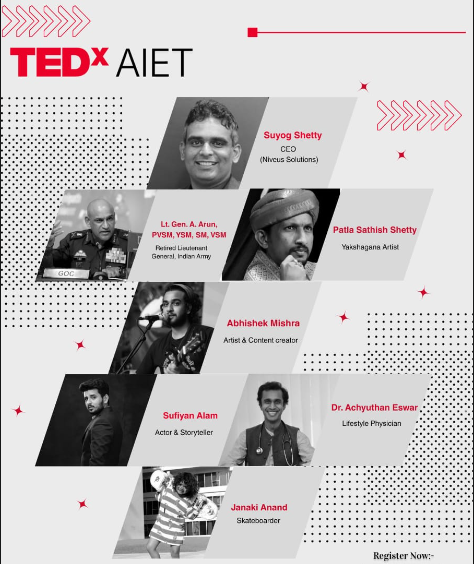 TEDx AIET
Suyog Shetty
CEO
(Niveus Solutions)
Lt. Gen. A. Arun,
PVSM, YSM, SM, VSM
Retired Lieutenant
General, Indian Army
GOC
Patla Sathish Shetty
Yakshagana Artist
Abhishek Mishra
Artist & Content creator
Sufiyan Alam
Actor & Storyteller
Dr. Achyuthan Eswar
Lifestyle Physician
Janaki Anand
Skateboarder
Register Now:-